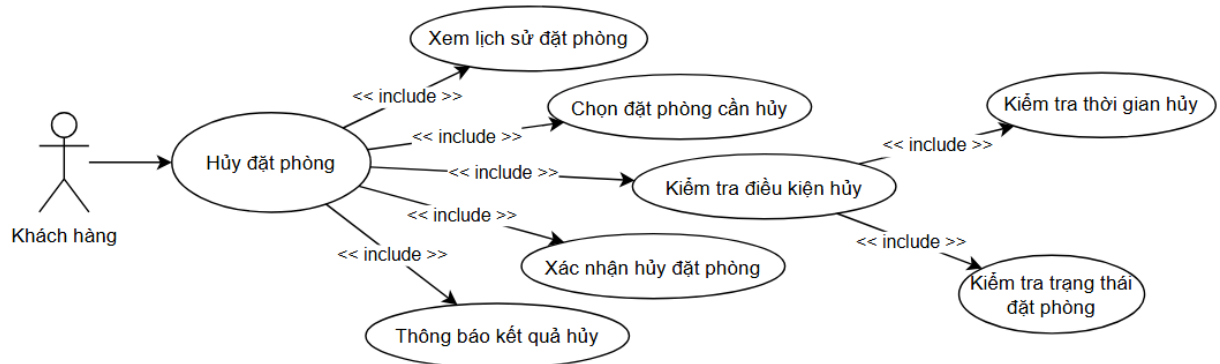 Xem lịch sử đặt phòng
<< include >>
Chọn đặt phòng cần hủy
Kiểm tra thời gian hủy
<< include >>
<< include >>
Hủy đặt phòng
<< include >>
Kiểm tra điều kiện hủy
Khách hàng
<< include >>
<< include >>
<< include >>
Xác nhận hủy đặt phòng
Kiểm tra trạng thái
đặt phòng
Thông báo kết quả hủy